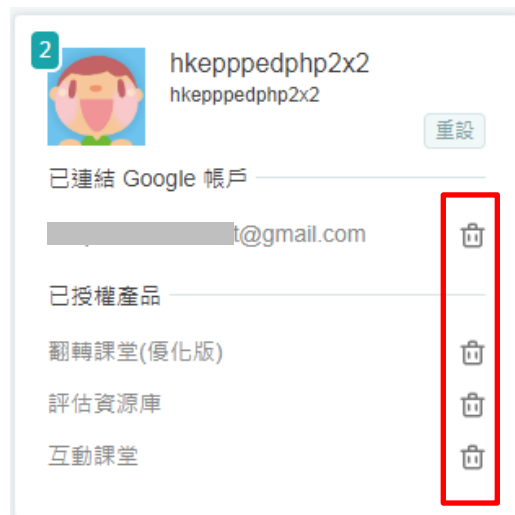 2
hkepppedphp2x2
hkepppedphp2x2
重設
已連結 Google 帳戶
t@gmail.com
已授權產品
翻轉課堂(優化版)
評估資源庫
互動課堂